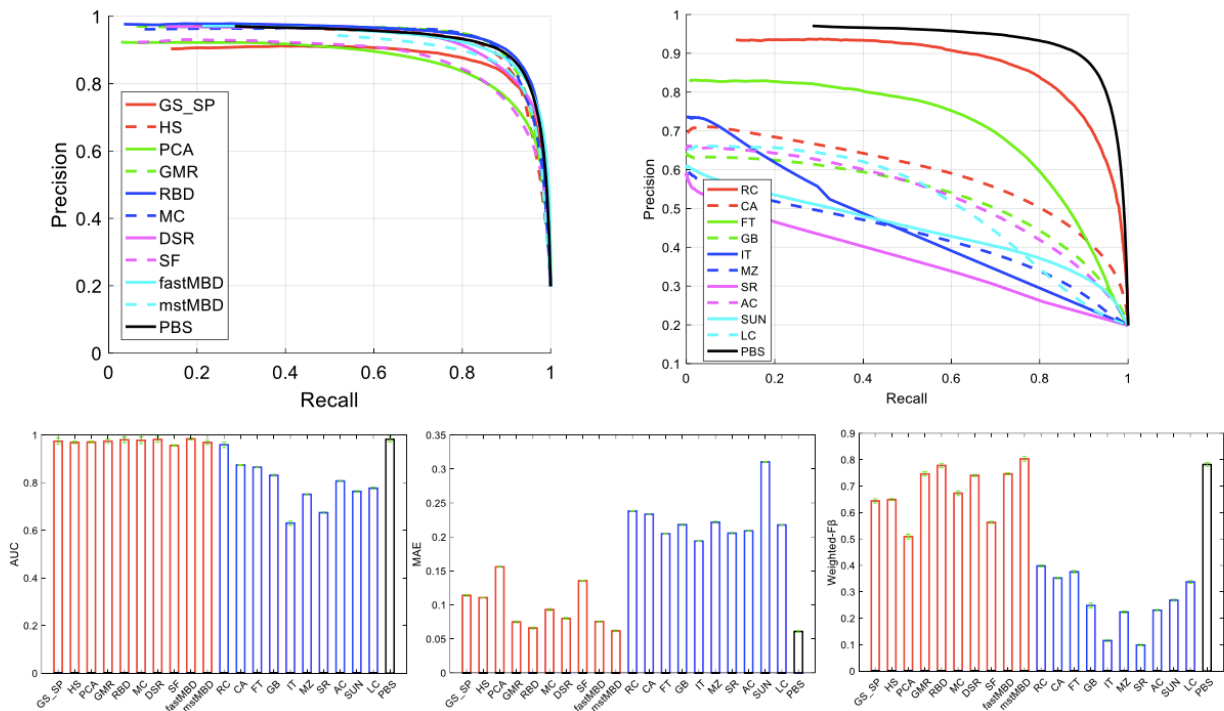 1
0.8
0.6
0.4
0.2
0
Precision
0
0.2
0.4
0.6
0.8
1
Recall
GS_SP
HS
PCA
GMR
RBD
MC
DSR
SF
fastMBD
mstMBD
PBS
1
0.9
0.8
0.7
0.6
0.5
0.4
0.3
0.2
0.1
Precision
0
0.2
0.4
0.6
0.8
1
Recall
RC
CA
FT
GB
IT
MZ
SR
AC
SUN
LC
PBS
1
0.8
0.6
0.4
0.2
0
AUC
GS_SP
HS
PCA
GMR
RBD
MC
DSR
SF
fastMBD
mstMBD
RC
CA
FT
GB
IT
MZ
SR
AC
SUN
LC
PBS
0.35
0.3
0.25
0.2
0.15
0.1
0.05
0
MAE
GS_SP
HS
PCA
GMR
RBD
MC
DSR
SF
fastMBD
mstMBD
RC
CA
FT
GB
IT
MZ
SR
AC
SUN
LC
PBS
0.9
0.8
0.7
0.6
0.5
0.4
0.3
0.2
0.1
0
Weighted-Fβ
GS_SP
HS
PCA
GMR
RBD
MC
DSR
SF
fastMBD
mstMBD
RC
CA
FT
GB
IT
MZ
SR
AC
SUN
LC
PBS